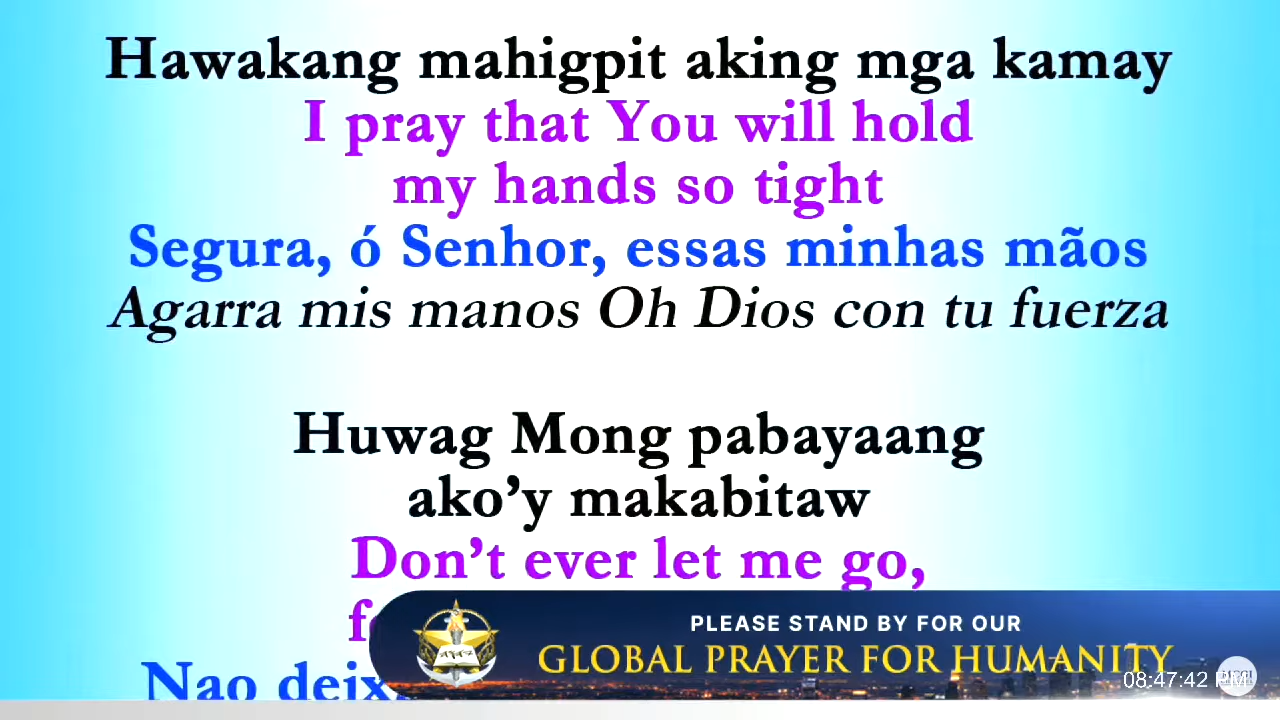 Hawakang mahigpit aking mga kamay
I pray that You will hold
my hands so tight
Segura, ó Senhor, essas minhas mãos
Agarra mis manos Oh Dios con tu fuerza
Huwag Mong pabayaang
ako’y makabitaw
Don’t ever let me go,
Nao
PLEASE STAND BY FOR OUR
GLOBAL PRAYER FOR HUMANITY
08:47:42 PM